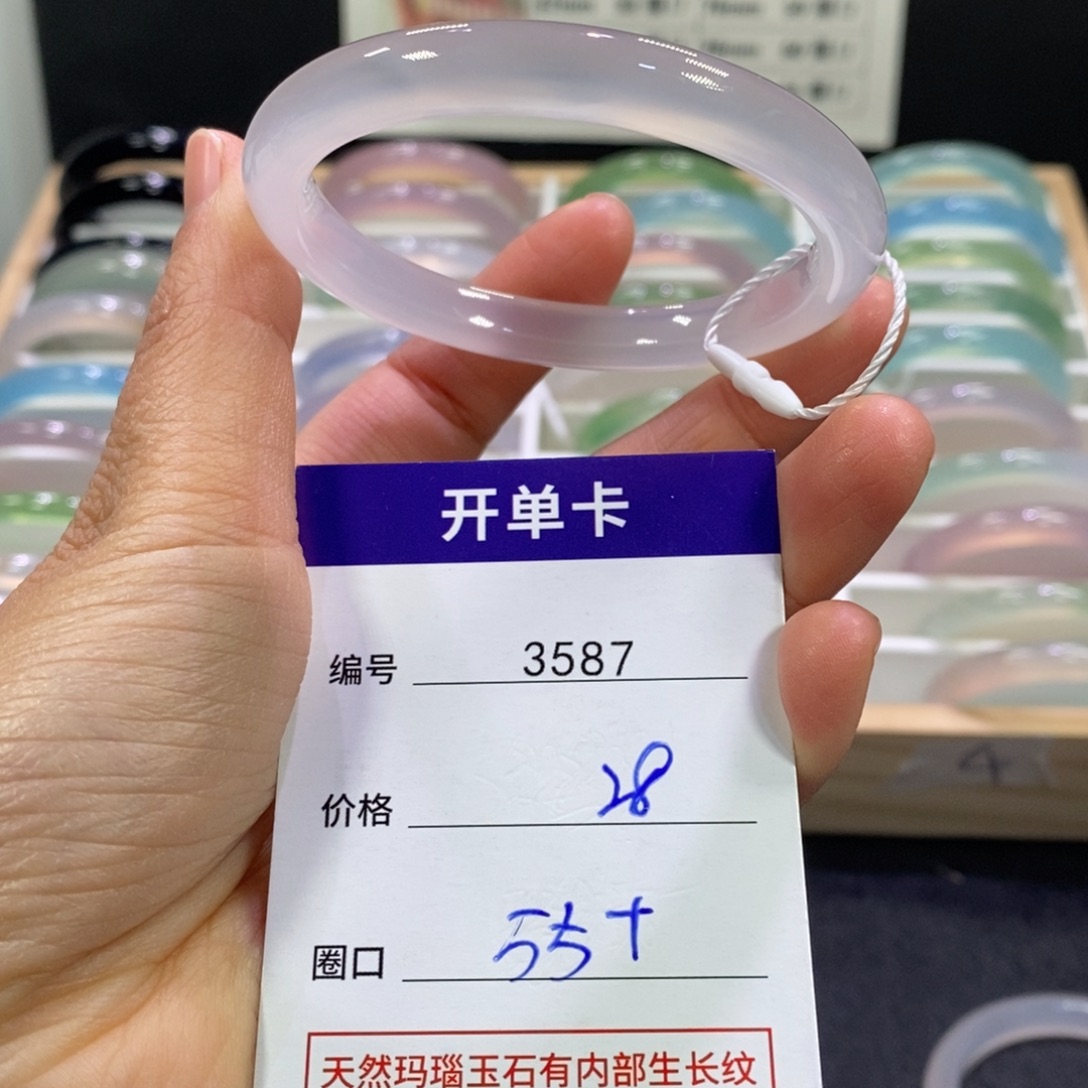 开单卡
编号 3587
价格 28
圈口 55+
天然玛瑙玉石有内部生长纹
4